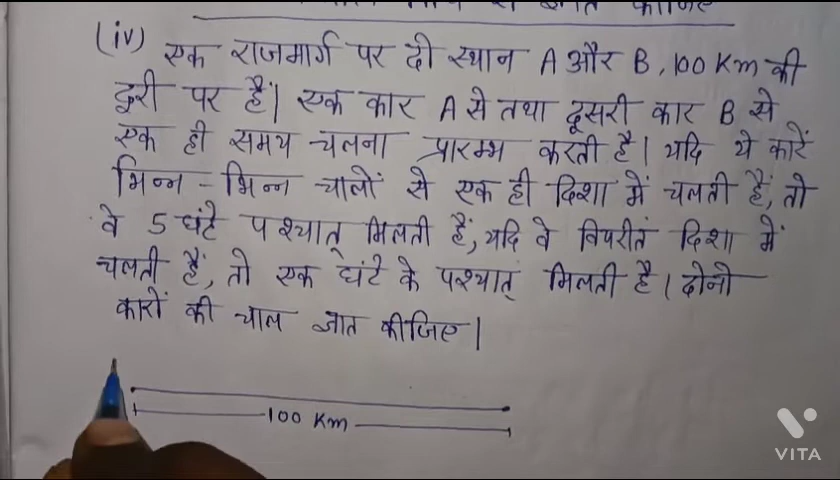 (iv) एक राजमार्ग पर दो स्थान A और B, 100 Km की
दुरी पर हैं। एक कार A से तथा दूसरी कार B से
एक ही समय चलना प्रारम्भ करती है। यदि ये कारें
भिन्न-भिन्न चालों से एक ही दिशा में चलती हैं, तो
वे 5 घंटे पश्चात् मिलती हैं, यदि वे विपरीत दिशा में
चलती हैं, तो एक घंटे के पश्चात् मिलती है। दोनो
कारों की चाल ज्ञात कीजिए।
100 Km
VITA